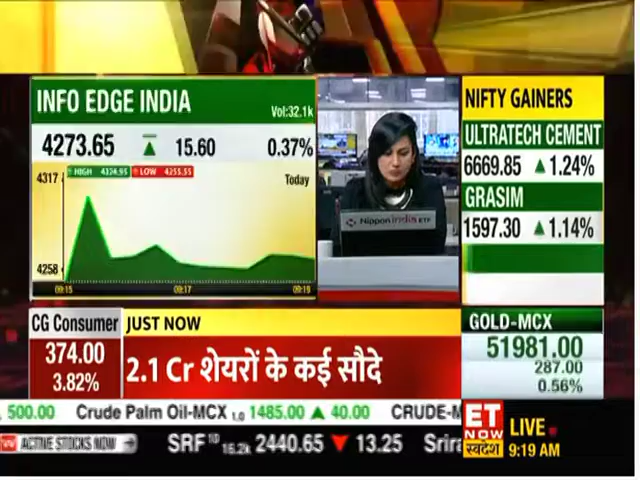 INFO EDGE INDIA
Vol:32.1k
4273.65 15.60 0.37%
4317 HIGH 4324.95 LOW 4255.55 Today
4258
09:15 09:17 09:19
Nippon india ETF
NIFTY GAINERS
ULTRATECH CEMENT
6669.85 ▲ 1.24%
GRASIM
1597.30 ▲ 1.14%
CG Consumer
374.00
3.82%
JUST NOW
2.1 Cr शेयरों के कई सौदे
GOLD-MCX
51981.00
287.00
0.56%
500.00 Crude Palm Oil-MCX 1.0 1485.00 ▲ 40.00 CRUDE-M
ACTIVE STOCKS NOW SRF 15.2k 2440.65 ▼ 13.25 Srira
ET
NOW
स्वदेश
LIVE
9:19 AM